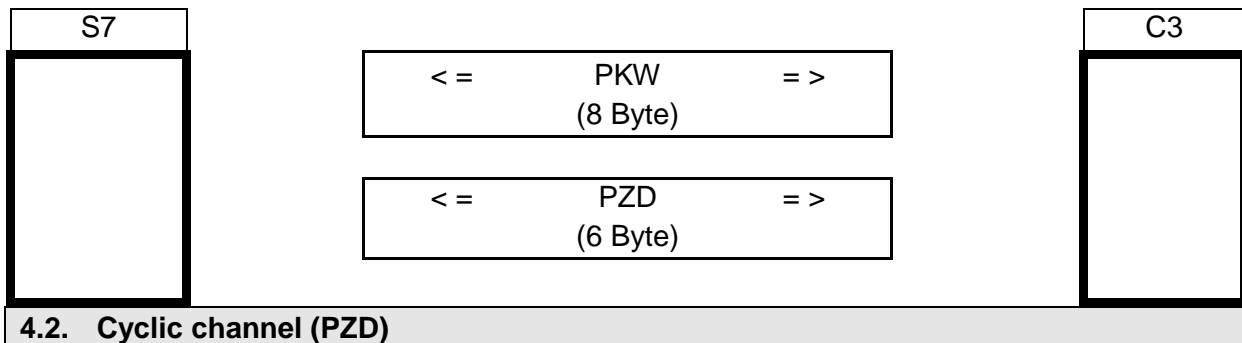 S7
C3
< = PKW = >
(8 Byte)
< = PZD = >
(6 Byte)
4.2. Cyclic channel (PZD)